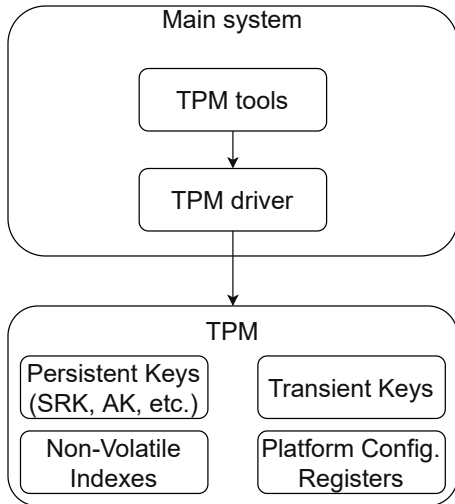 Main system
TPM tools
TPM driver
TPM
Persistent Keys
(SRK, AK, etc.)
Transient Keys
Non-Volatile
Indexes
Platform Config.
Registers